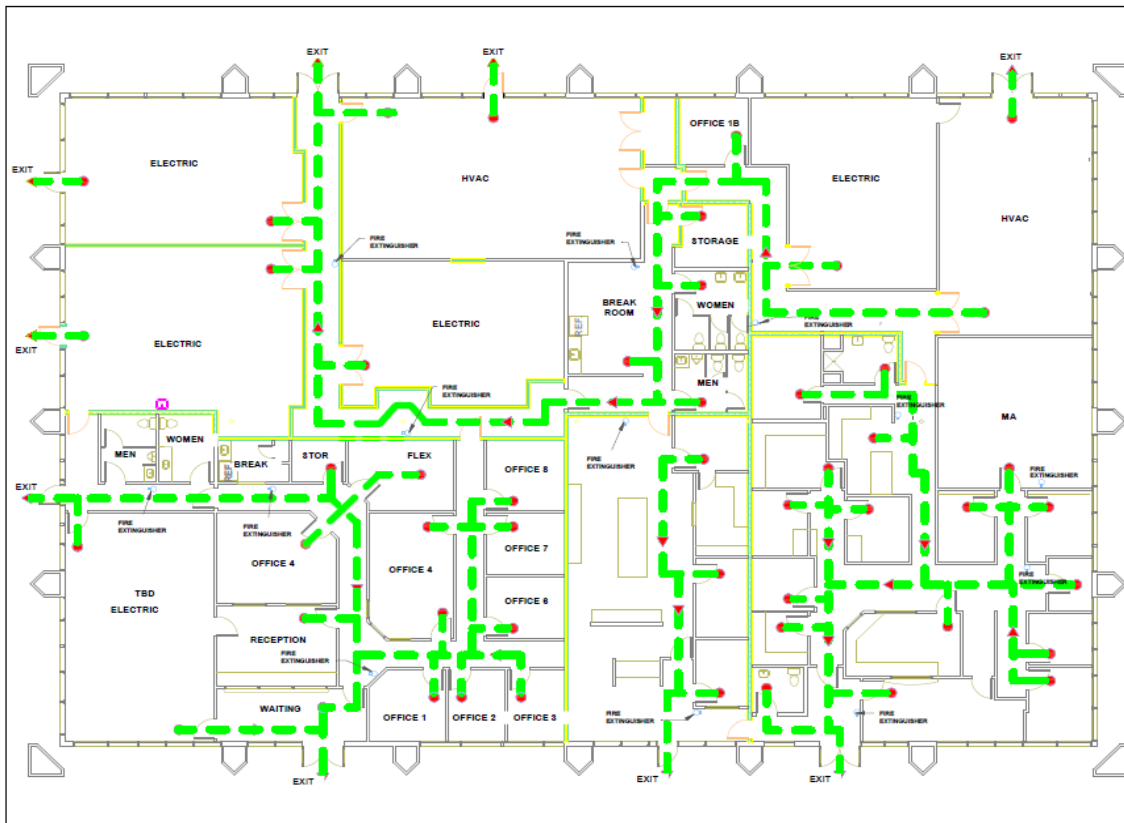 EXIT
EXIT
EXIT
OFFICE 1B
ELECTRIC
EXIT
HVAC
ELECTRIC
HVAC
FIRE
EXTINGUISHER
FIRE
EXTINGUISHER
STORAGE
WOMEN
BREAK
ROOM
REF
FIRE
EXTINGUISHER
ELECTRIC
EXIT
ELECTRIC
MEN
FIRE
EXTINGUISHER
FIRE
EXTINGUISHER
MA
WOMEN
MEN
BREAK
REF
STOR
FLEX
OFFICE 8
FIRE
EXTINGUISHER
FIRE
EXTINGUISHER
EXIT
FIRE
EXTINGUISHER
FIRE
EXTINGUISHER
OFFICE 7
OFFICE 4
OFFICE 4
TBD
ELECTRIC
OFFICE 6
FIRE
EXTINGUISHER
RECEPTION
FIRE
EXTINGUISHER
WAITING
OFFICE 1
OFFICE 2
OFFICE 3
FIRE
EXTINGUISHER
FIRE
EXTINGUISHER
EXIT
EXIT
EXIT